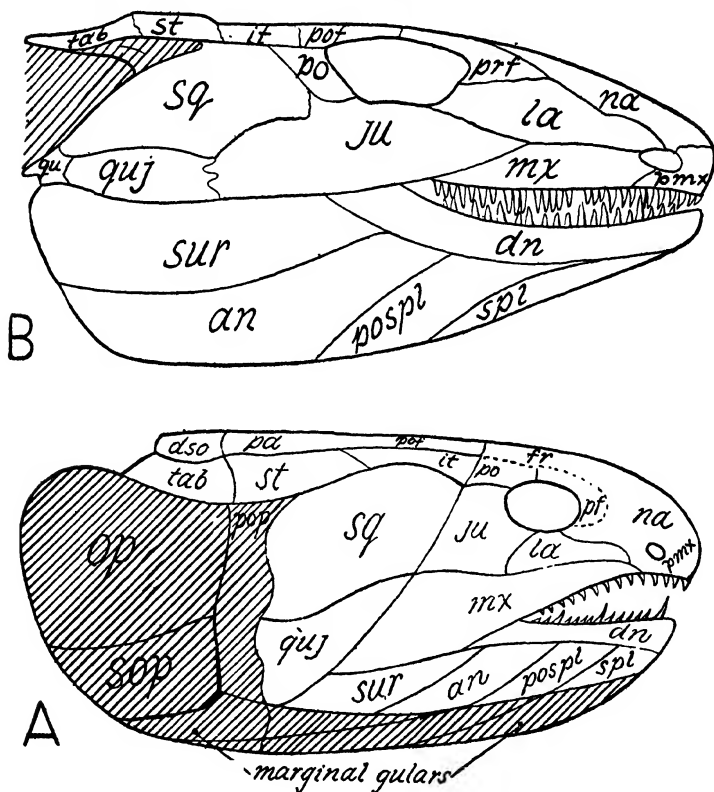 tab st it pof
po prf na
sq la
ju
qu quj mx pmx
dn
sur
an pospl spl
B
dso pa pof
tab st it po fr
op pop sq ju pf na
la pmx
mx
quj dn
sop sur an pospl spl
A
marginal gulars